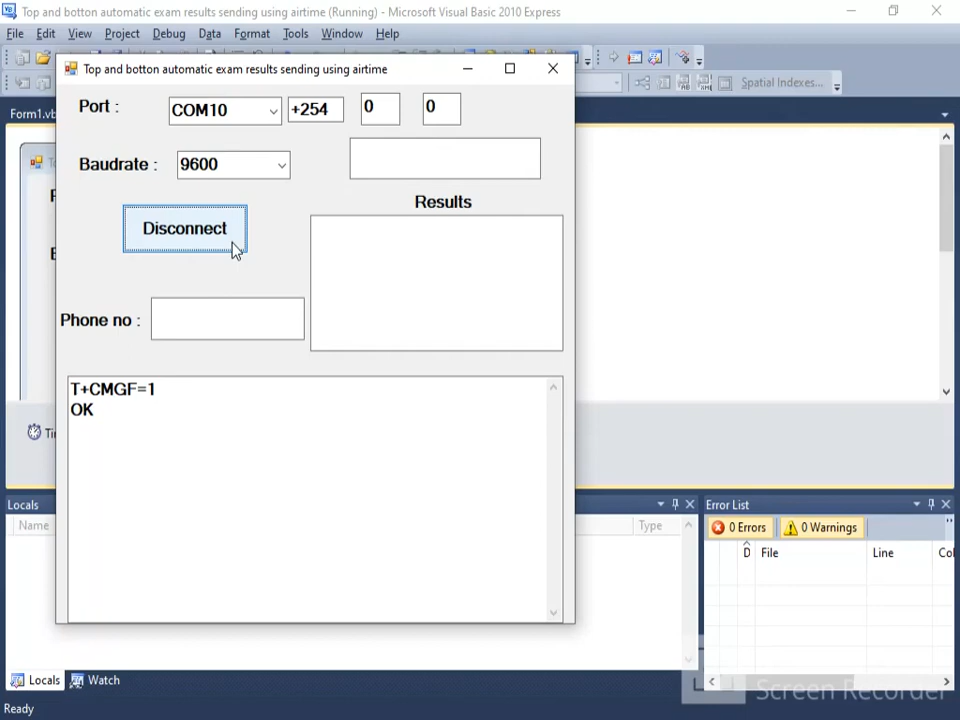 Top and botton automatic exam results sending using airtime (Running) - Microsoft Visual Basic 2010 Express
File Edit View Project Debug Data Format Tools Window Help
Spatial Indexes...
Form1.vb
Top and botton automatic exam results sending using airtime
Port :
COM10
+254
0
0
Baudrate :
9600
Results
Disconnect
Phone no :
T+CMGF=1
OK
Locals
Name
Type
Error List
0 Errors
0 Warnings
D
File
Line
Col
Locals
Watch
Ready
Screen Recorder